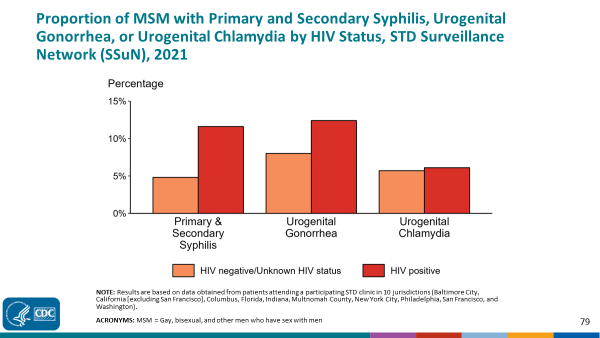 Proportion of MSM with Primary and Secondary Syphilis, Urogenital
Gonorrhea, or Urogenital Chlamydia by HIV Status, STD Surveillance
Network (SSuN), 2021
Percentage
15%
10%
5%
0%
Primary &
Secondary
Syphilis
Urogenital
Gonorrhea
Urogenital
Chlamydia
HIV negative/Unknown HIV status
HIV positive
NOTE: Results are based on data obtained from patients attending a participating STD clinic in 10 jurisdictions (Baltimore City,
California [excluding San Francisco], Columbus, Florida, Indiana, Multnomah County, New York City, Philadelphia, San Francisco, and
Washington).
ACRONYMS: MSM = Gay, bisexual, and other men who have sex with men
CDC
79